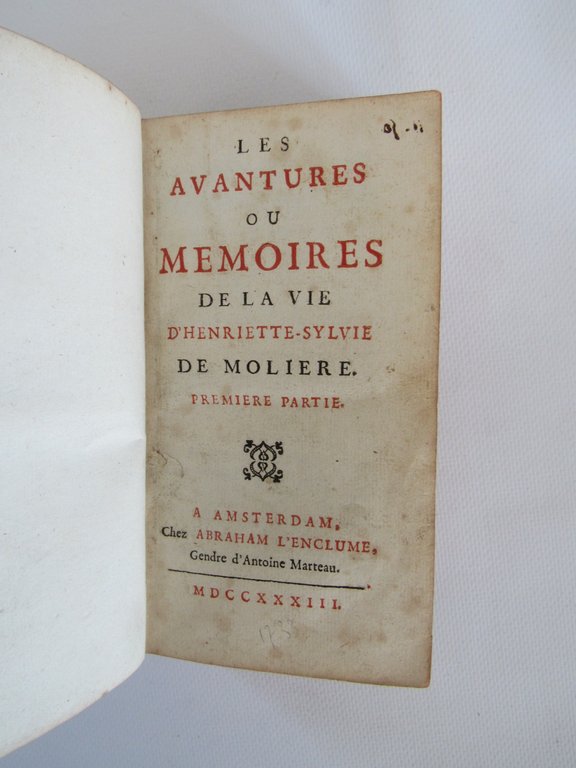 LES
AVANTURES
OU
MEMOIRES
DE LA VIE
D'HENRIETTE-SYLVIE
DE MOLIERE.
PREMIERE PARTIE.
A AMSTERDAM,
Chez ABRAHAM L'ENCLUME,
Gendre d'Antoine Marteau.
MDCCXXXIII.